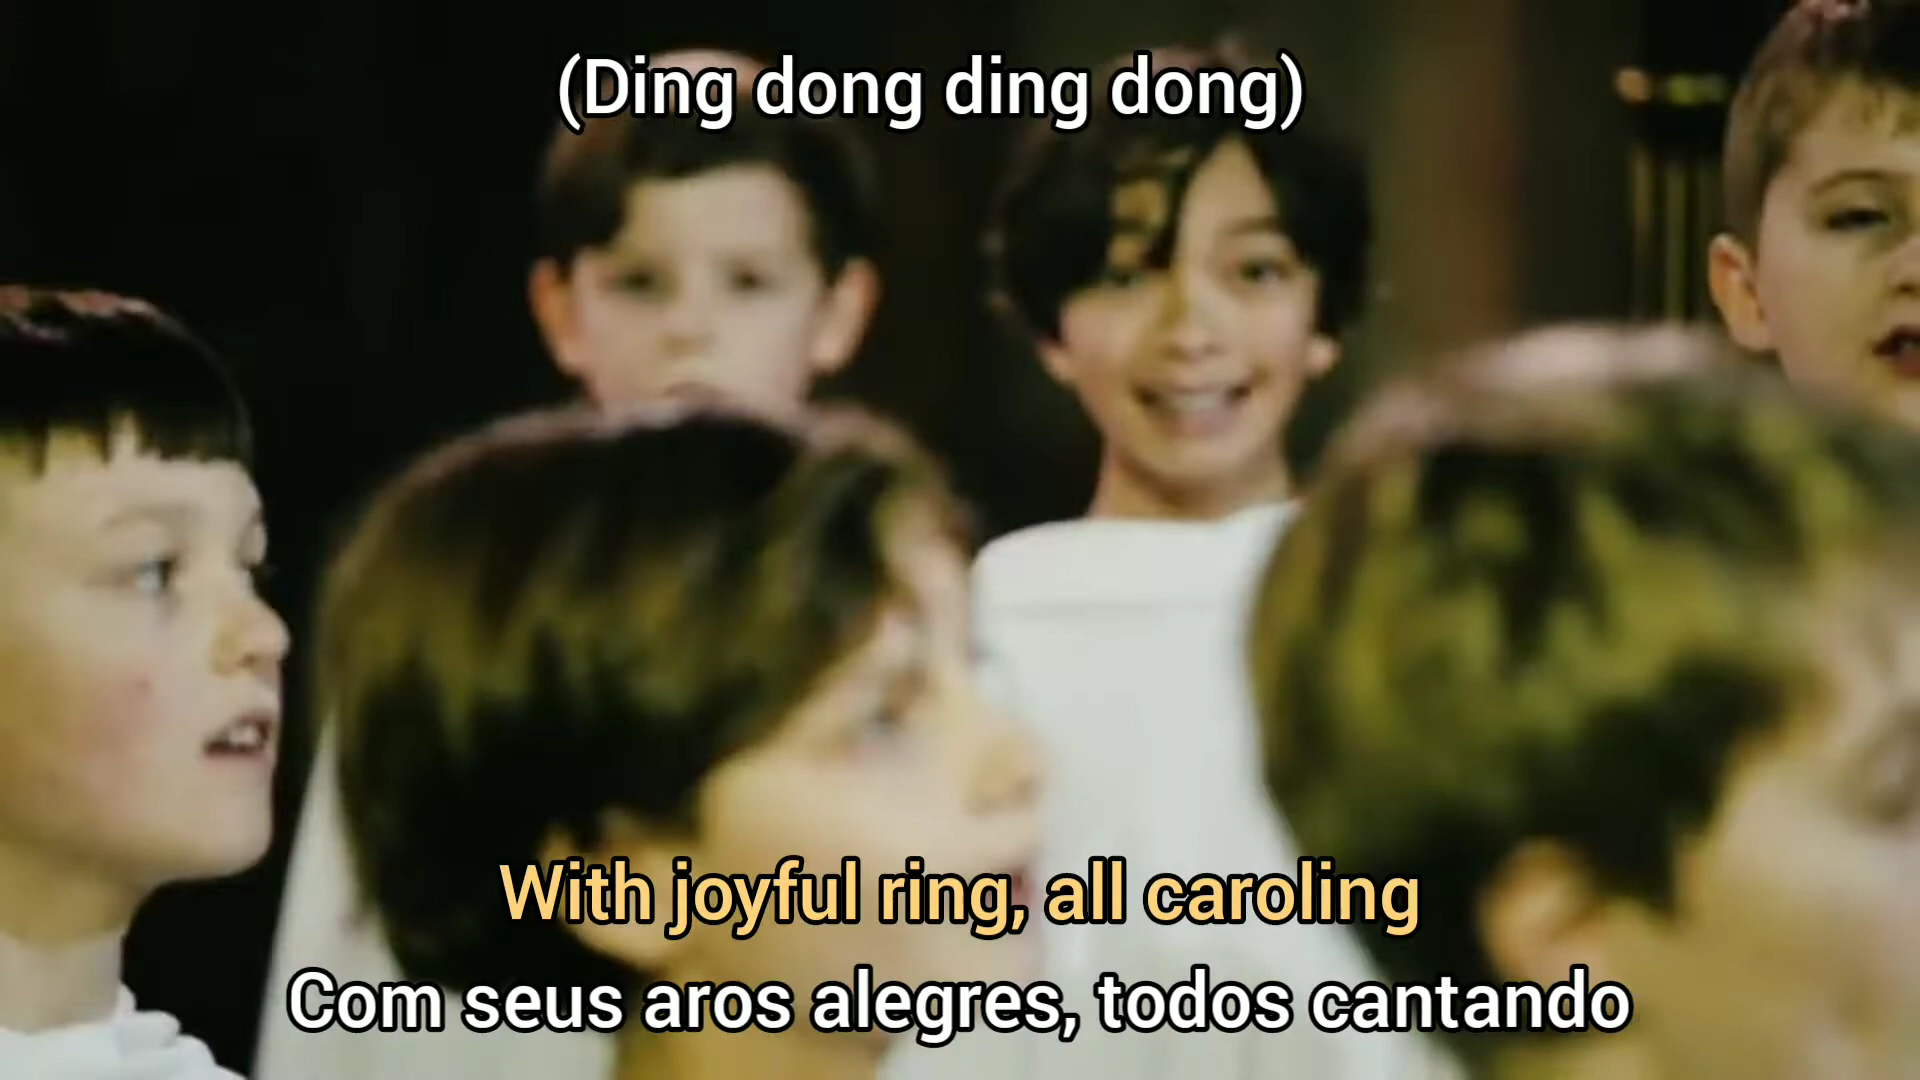 (Ding dong ding dong)
With joyful ring, all caroling
Com seus aros alegres, todos cantando